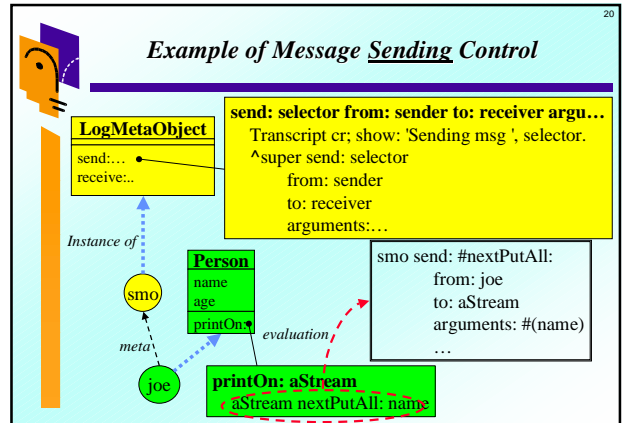 20
Example of Message Sending Control
LogMetaObject
send:…
receive:..
send: selector from: sender to: receiver argu…
Transcript cr; show: 'Sending msg ', selector.
^super send: selector
from: sender
to: receiver
arguments:…
Instance of
smo
meta
joe
Person
name
age
printOn:
evaluation
smo send: #nextPutAll:
from: joe
to: aStream
arguments: #(name)
…
printOn: aStream
aStream nextPutAll: name